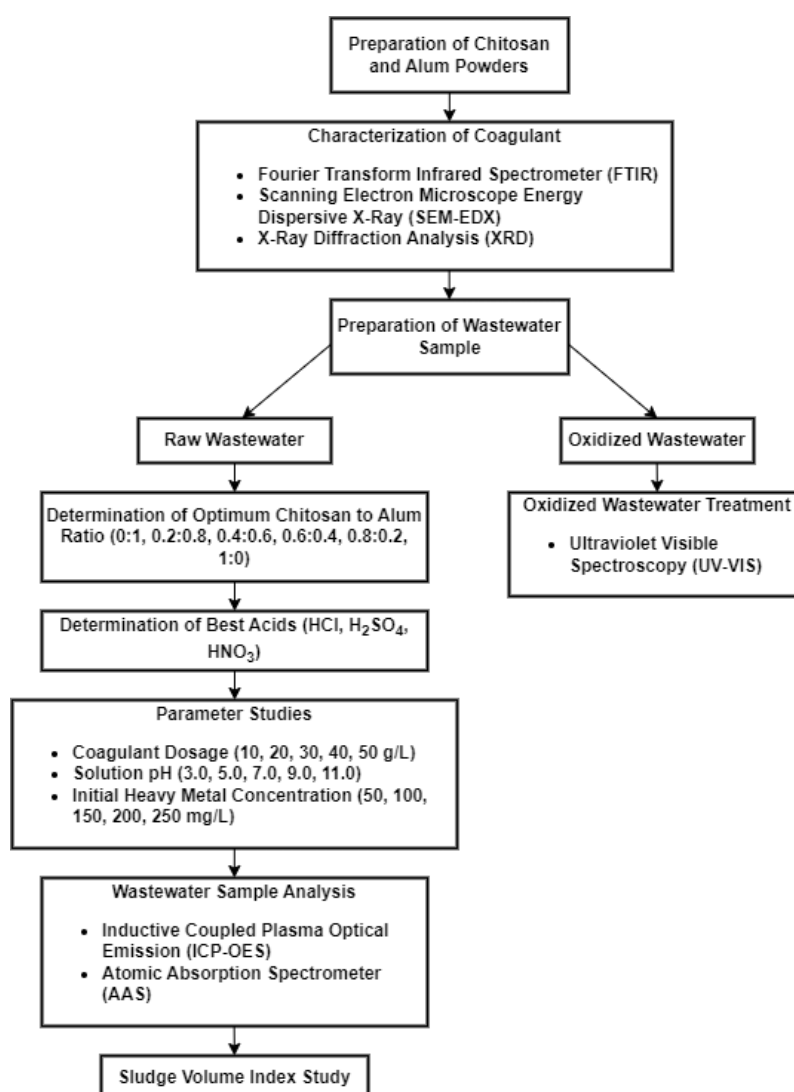 Preparation of Chitosan
and Alum Powders
Characterization of Coagulant
• Fourier Transform Infrared Spectrometer (FTIR)
• Scanning Electron Microscope Energy
Dispersive X-Ray (SEM-EDX)
• X-Ray Diffraction Analysis (XRD)
Preparation of Wastewater
Sample
Raw Wastewater
Determination of Optimum Chitosan to Alum
Ratio (0:1, 0.2:0.8, 0.4:0.6, 0.6:0.4, 0.8:0.2,
1:0)
Determination of Best Acids (HCl, H₂SO₄,
HNO₃)
Parameter Studies
• Coagulant Dosage (10, 20, 30, 40, 50 g/L)
• Solution pH (3.0, 5.0, 7.0, 9.0, 11.0)
• Initial Heavy Metal Concentration (50, 100,
150, 200, 250 mg/L)
Wastewater Sample Analysis
• Inductive Coupled Plasma Optical
Emission (ICP-OES)
• Atomic Absorption Spectrometer
(AAS)
Sludge Volume Index Study
Oxidized Wastewater
Oxidized Wastewater Treatment
• Ultraviolet Visible
Spectroscopy (UV-VIS)